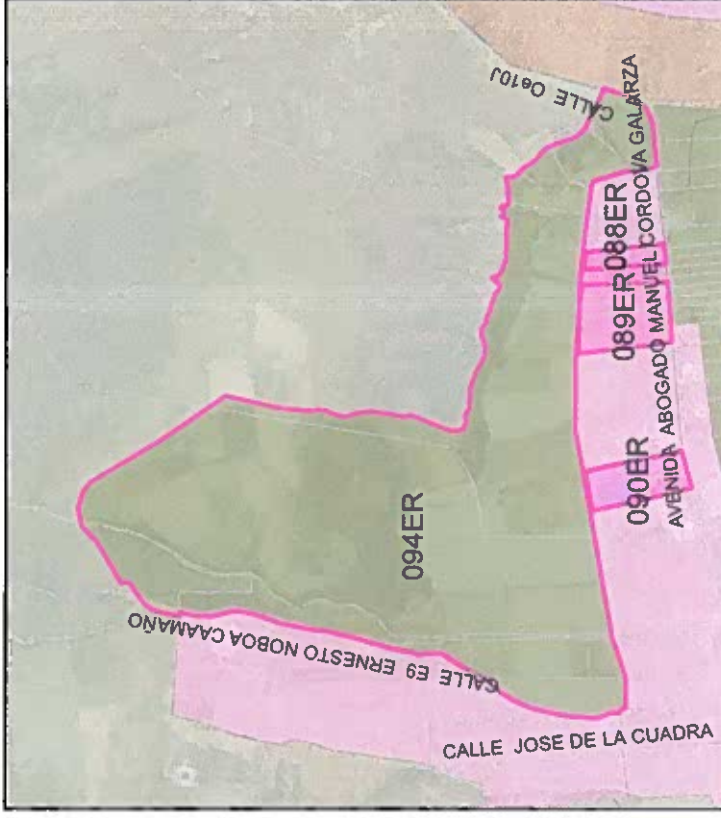 CALLE Oe10J
088ER
089ER
AVENIDA ABOGADO MANUEL CORDOVA GALARZA
090ER
094ER
CALLE E9 ERNESTO NOBOA CAAMAÑO
CALLE JOSE DE LA CUADRA